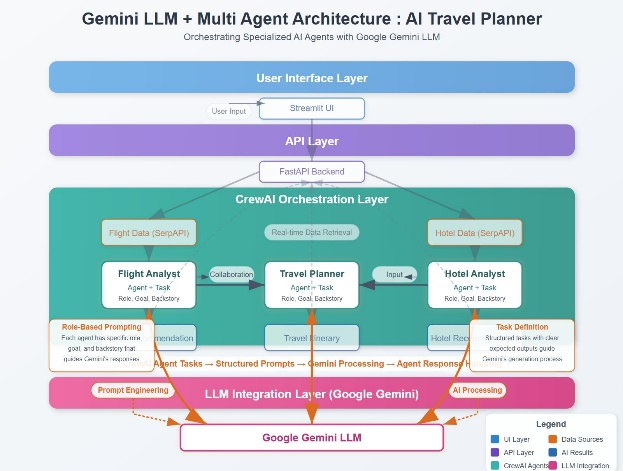 Gemini LLM + Multi Agent Architecture : AI Travel Planner
Orchestrating Specialized AI Agents with Google Gemini LLM
User Interface Layer
User Input
Streamlit UI
API Layer
FastAPI Backend
CrewAI Orchestration Layer
Flight Data (SerpAPI)
Real-time Data Retrieval
Hotel Data (SerpAPI)
Flight Analyst
Agent + Task
Role, Goal, Backstory
Collaboration
Travel Planner
Agent + Task
Role, Goal, Backstory
Input
Hotel Analyst
Agent + Task
Role, Goal, Backstory
Role-Based Prompting
Each agent has specific role
goal, and backstory that
guides Gemini's responses
mendation
Travel Itinerary
Hotel Rec
Task Definition
Structured tasks with clear
expected outputs guide
Gemini's generation process
Agent Tasks → Structured Prompts → Gemini Processing → Agent Response H
Prompt Engineering
LLM Integration Layer (Google Gemini)
AI Processing
Google Gemini LLM
Legend
UI Layer
Data Sources
API Layer
AI Results
CrewAI Agents
LLM Integration